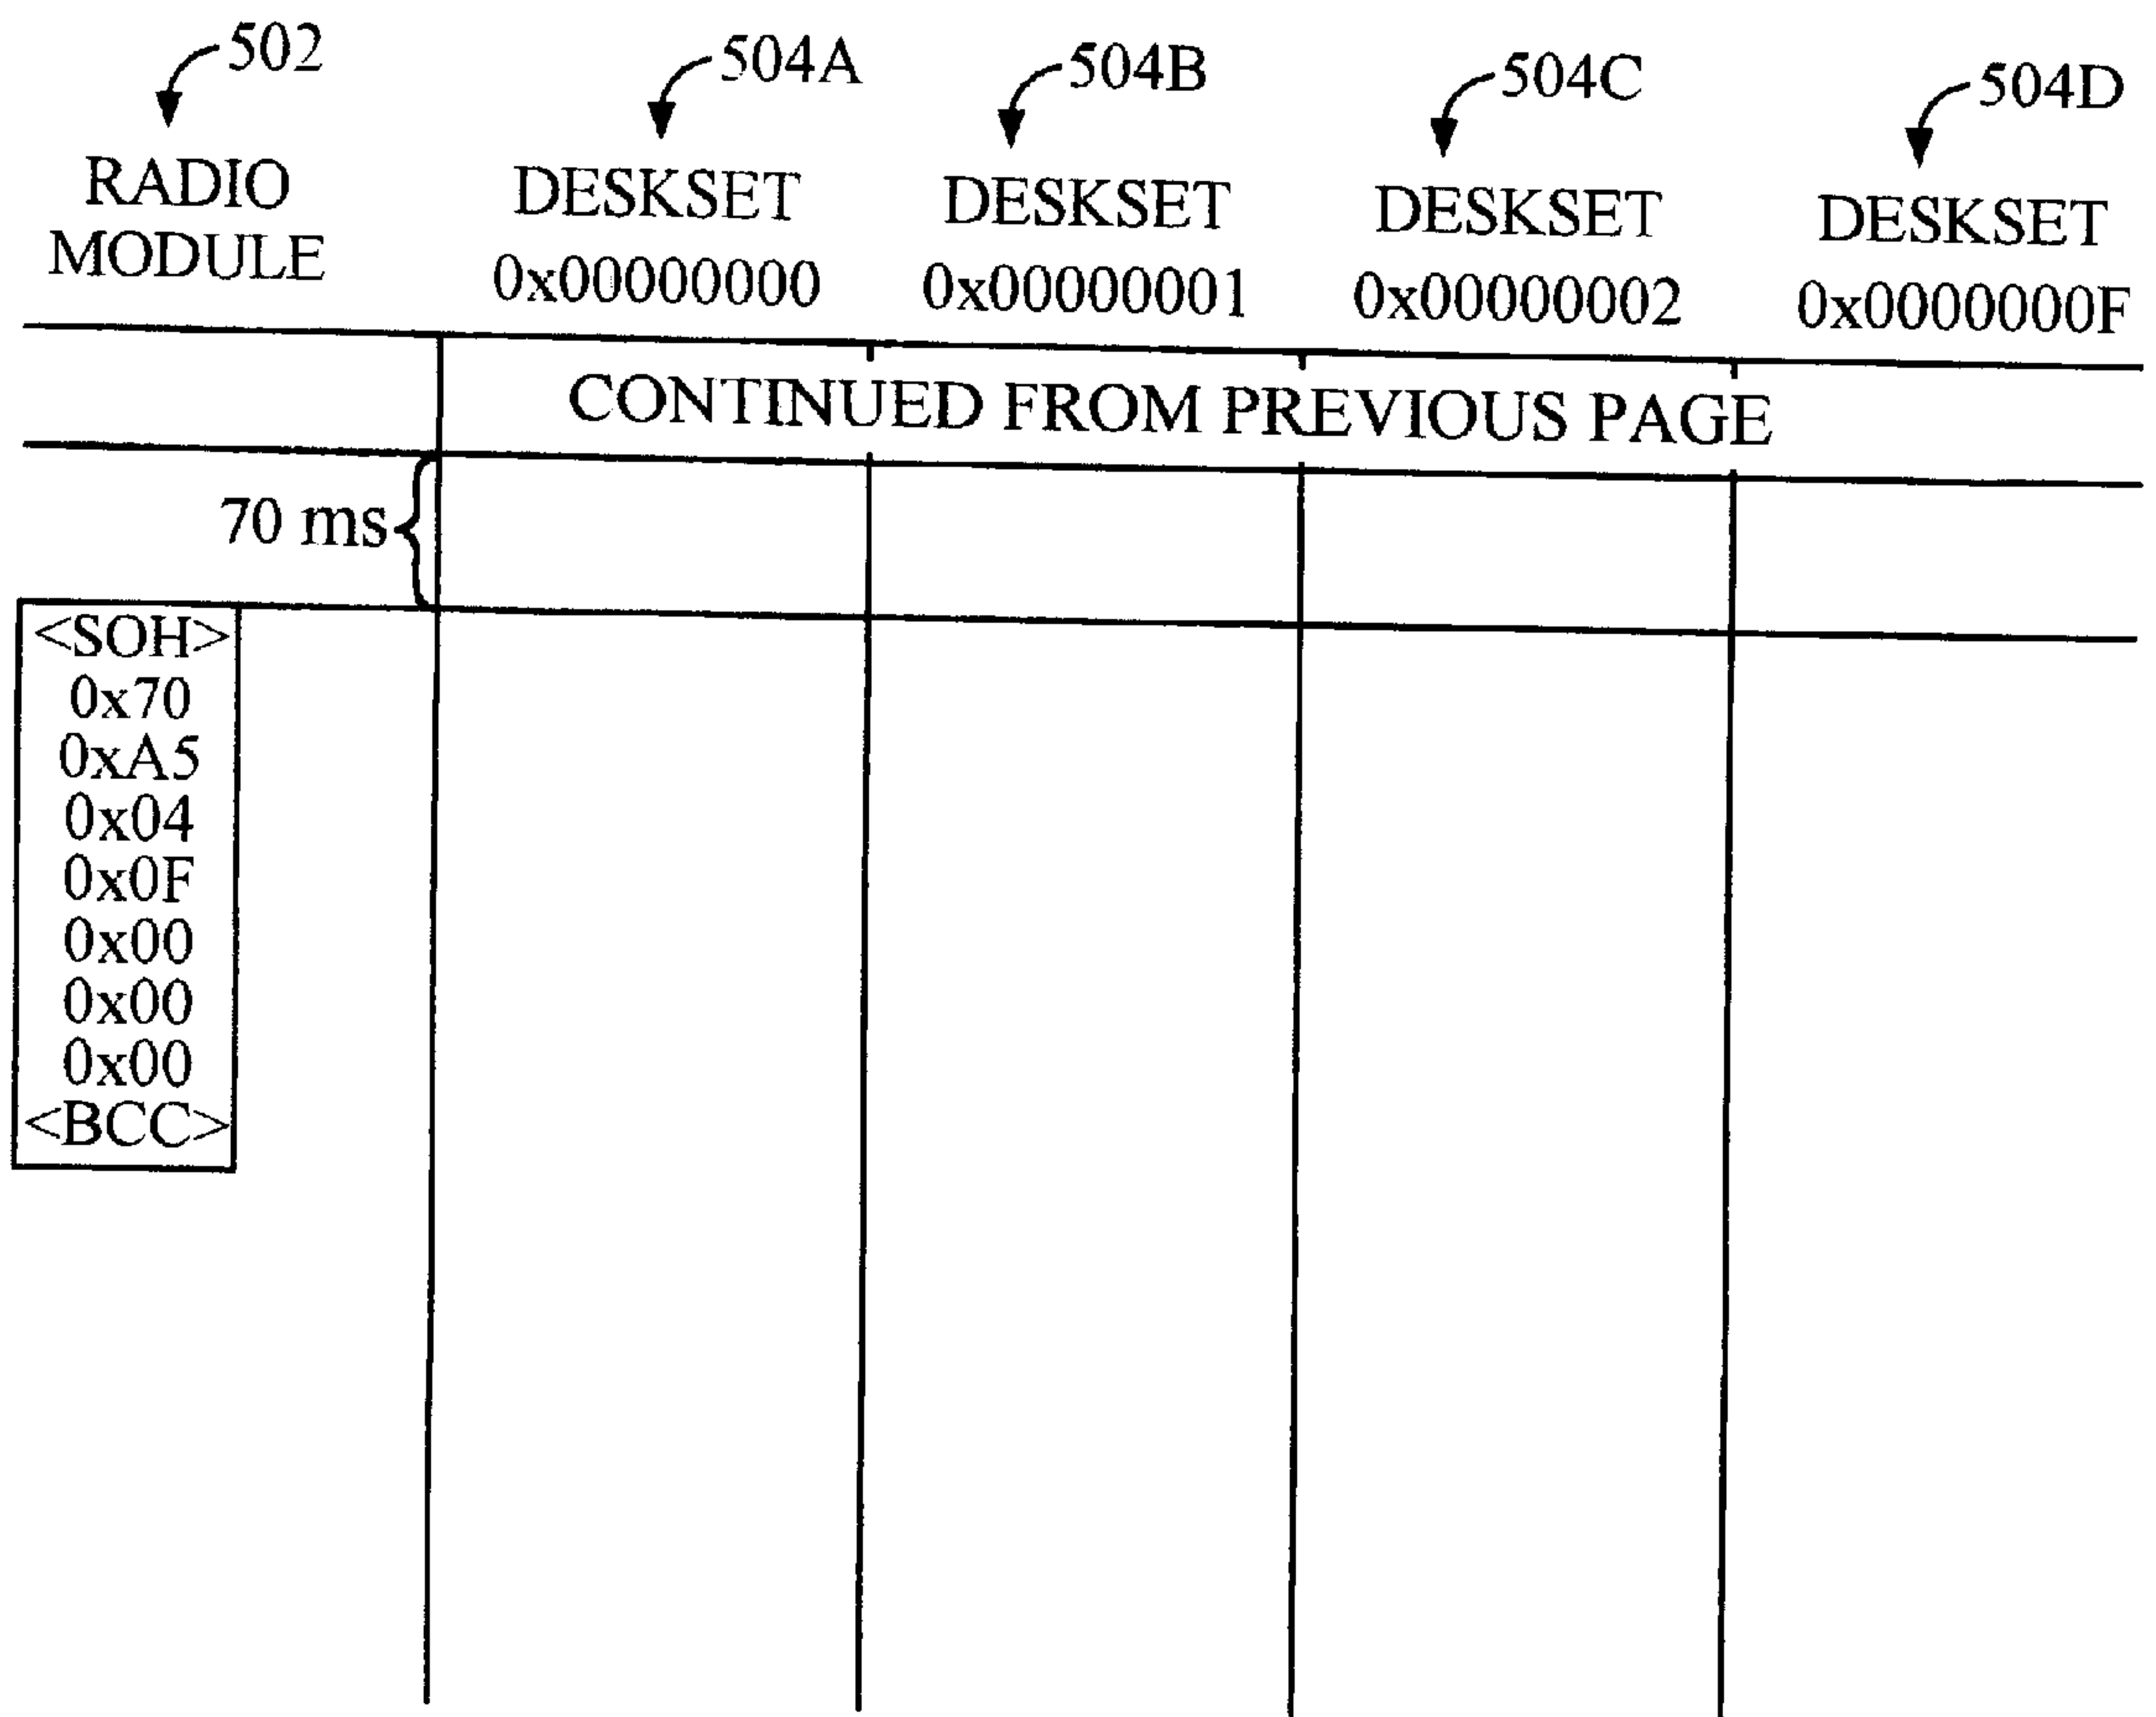 502 504A 504B 504C 504D
RADIO MODULE
DESKSET 0x00000000
DESKSET 0x00000001
DESKSET 0x00000002
DESKSET 0x0000000F
CONTINUED FROM PREVIOUS PAGE
70 ms
<SOH>
0x70
0xA5
0x04
0x0F
0x00
0x00
0x00
<BCC>